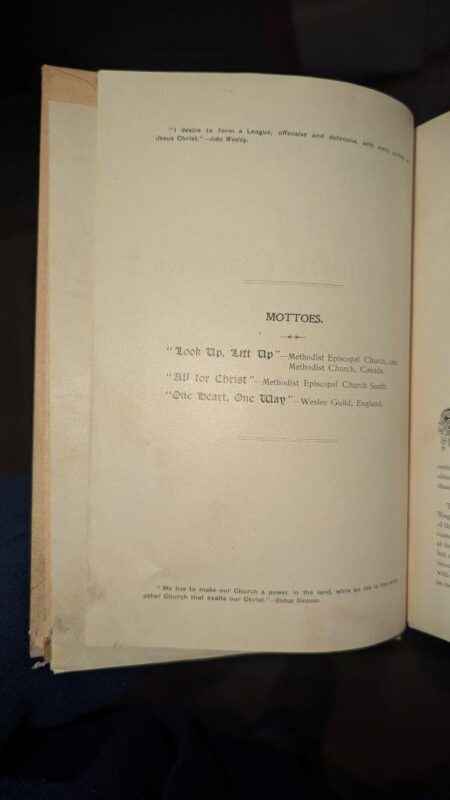 "I desire to form a League, offensive and defensive, with every soldier of
Jesus Christ."—John Wesley.
MOTTOES.
"Look Up, Lift Up"—Methodist Episcopal Church, and
Methodist Church, Canada.
"All for Christ"—Methodist Episcopal Church South.
"One Heart, One Way"—Wesley Guild, England.
"We live to make our Church a power in the land, while we live to love every
other Church that exalts our Christ."—Bishop Simpson.